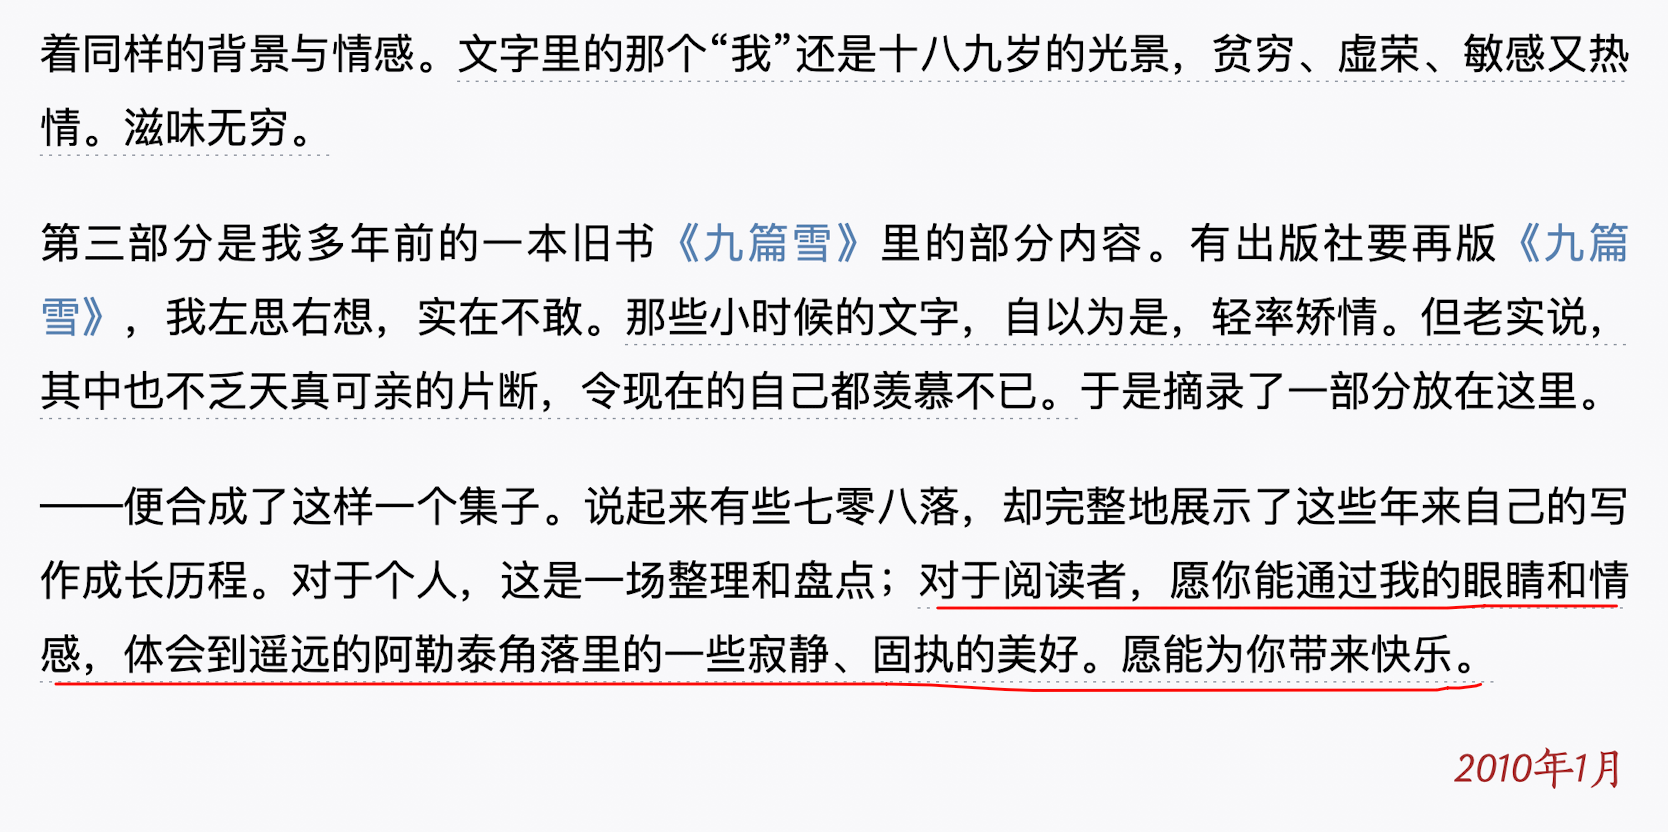 着同样的背景与情感。文字里的那个“我”还是十八九岁的光景，贫穷、虚荣、敏感又热
情。滋味无穷。
第三部分是我多年前的一本旧书《九篇雪》里的部分内容。有出版社要再版《九篇
雪》，我左思右想，实在不敢。那些小时候的文字，自以为是，轻率矫情。但老实说，
其中也不乏天真可亲的片断，令现在的自己都羡慕不已。于是摘录了一部分放在这里。
——便合成了这样一个集子。说起来有些七零八落，却完整地展示了这些年来自己的写
作成长历程。对于个人，这是一场整理和盘点；对于阅读者，愿你能通过我的眼睛和情
感，体会到遥远的阿勒泰角落里的一些寂静、固执的美好。愿能为你带来快乐。
2010年1月